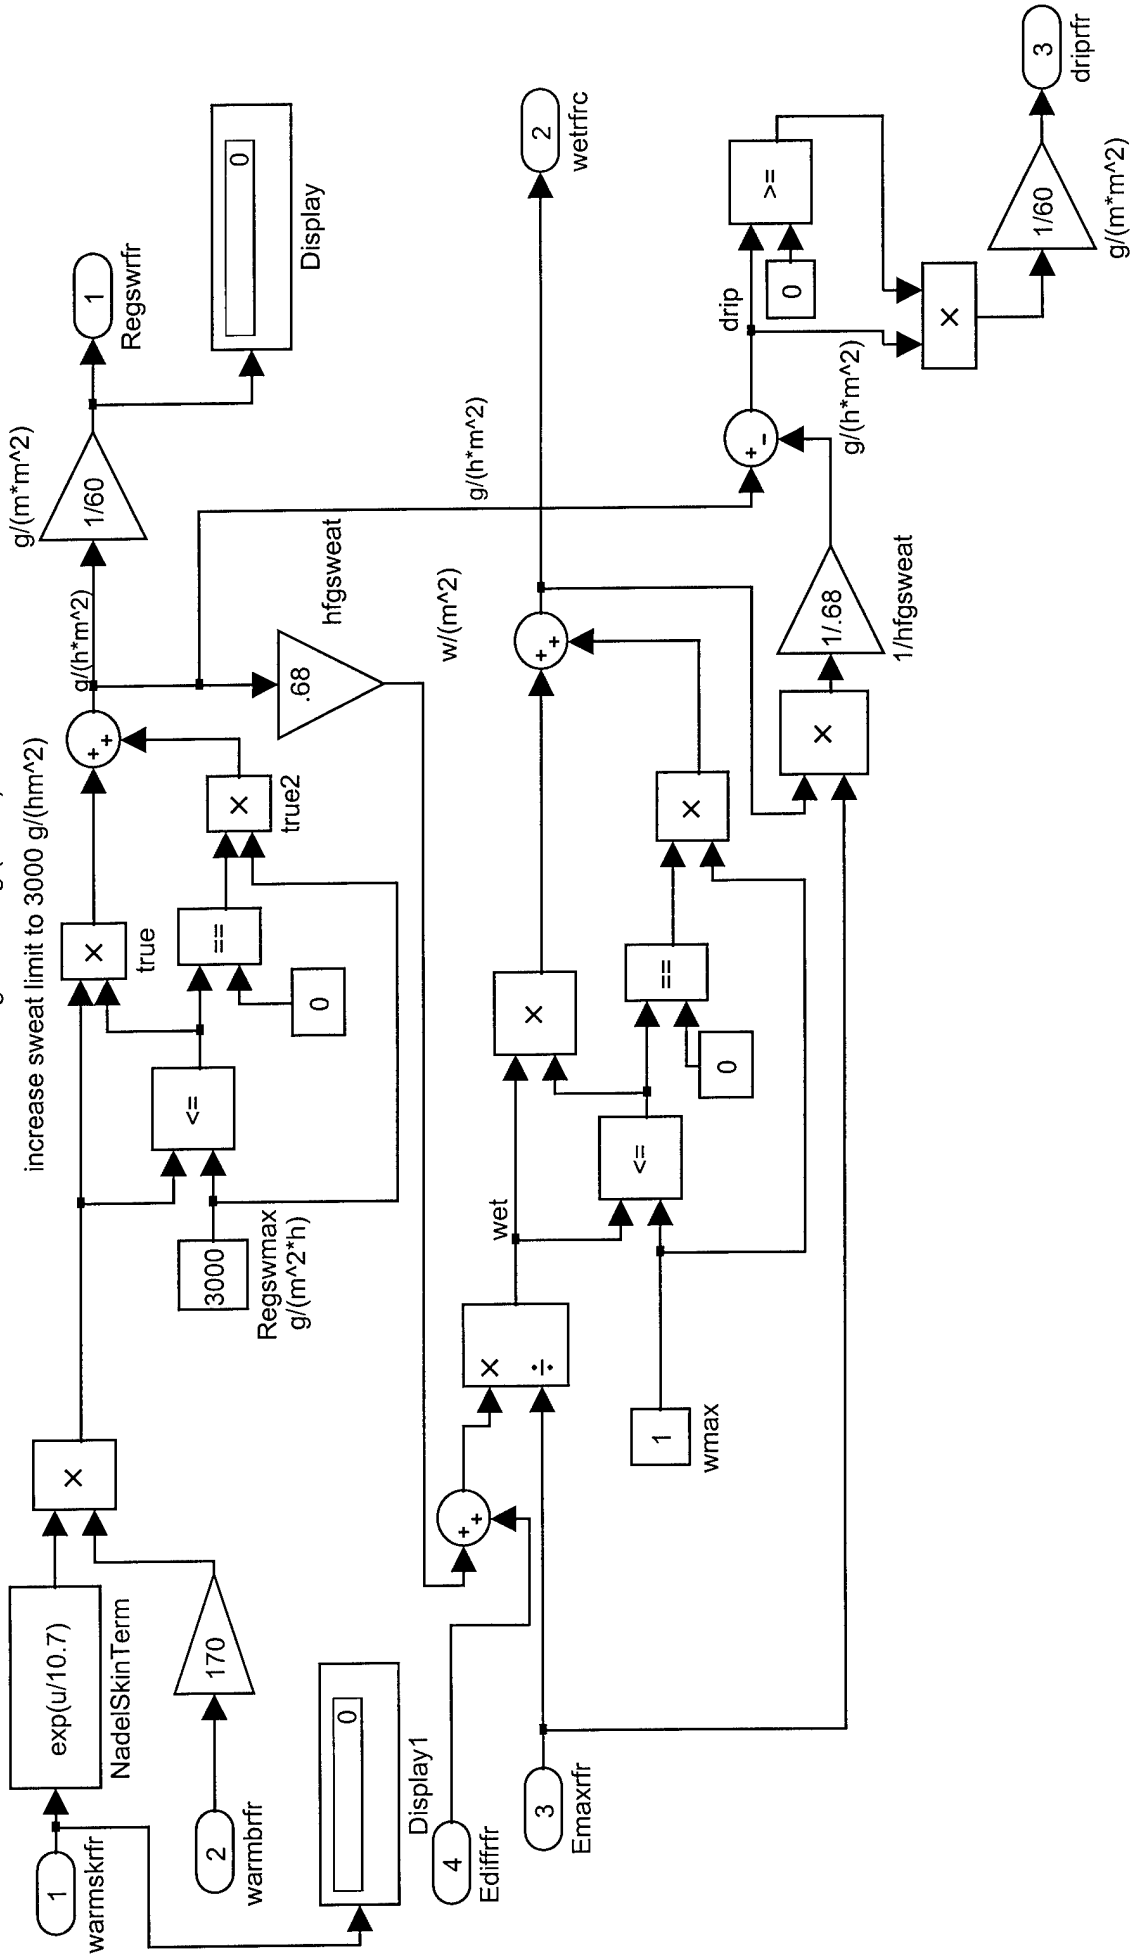 increase sweat limit to 3000 g/(hm^2)
1
warmskrfr
exp(u/10.7)
NadelSkinTerm
2
warmbrfr
170
×
3000
Regswmax
g/(m^2*h)
<=
×
true
0
==
×
true2
+
+
g/(h*m^2)
1/60
g/(m*m^2)
1
Regswrfr
0
Display
.68
hfgsweat
0
Display1
4
Ediffrfr
3
Emaxrfr
+
+
×
÷
wet
1
wmax
<=
×
0
==
×
+
+
w/(m^2)
g/(h*m^2)
2
wetrfrc
×
1/.68
1/hfgsweat
+
-
g/(h*m^2)
drip
0
>=
×
1/60
g/(m*m^2)
3
driprfr